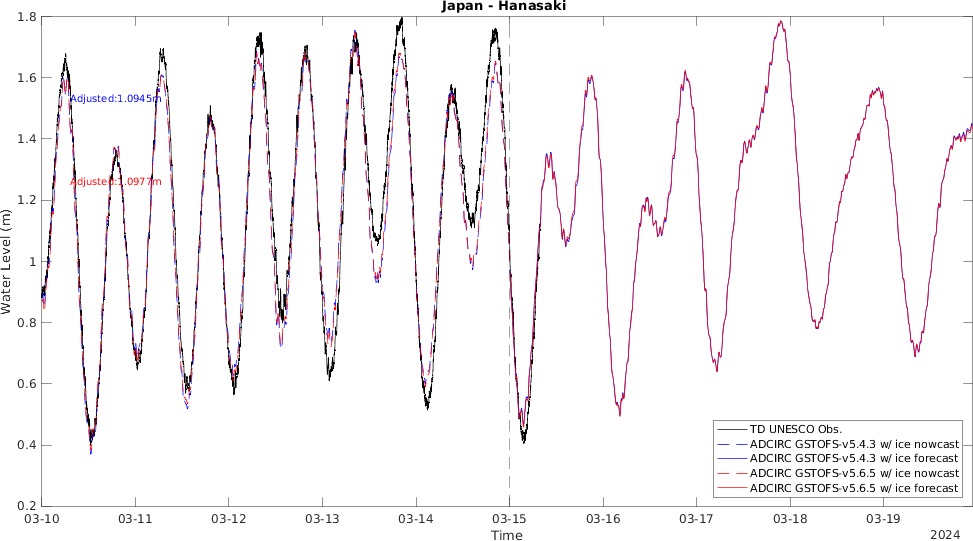 Japan - Hanasaki
1.8
1.6
1.4
1.2
1
0.8
0.6
0.4
0.2
Water Level (m)
Adjusted:1.0945m
Adjusted:1.0977m
TD UNESCO Obs.
ADCIRC GSTOFS-v5.4.3 w/ ice nowcast
ADCIRC GSTOFS-v5.4.3 w/ ice forecast
ADCIRC GSTOFS-v5.6.5 w/ ice nowcast
ADCIRC GSTOFS-v5.6.5 w/ ice forecast
03-10 03-11 03-12 03-13 03-14 03-15 03-16 03-17 03-18 03-19
Time
2024